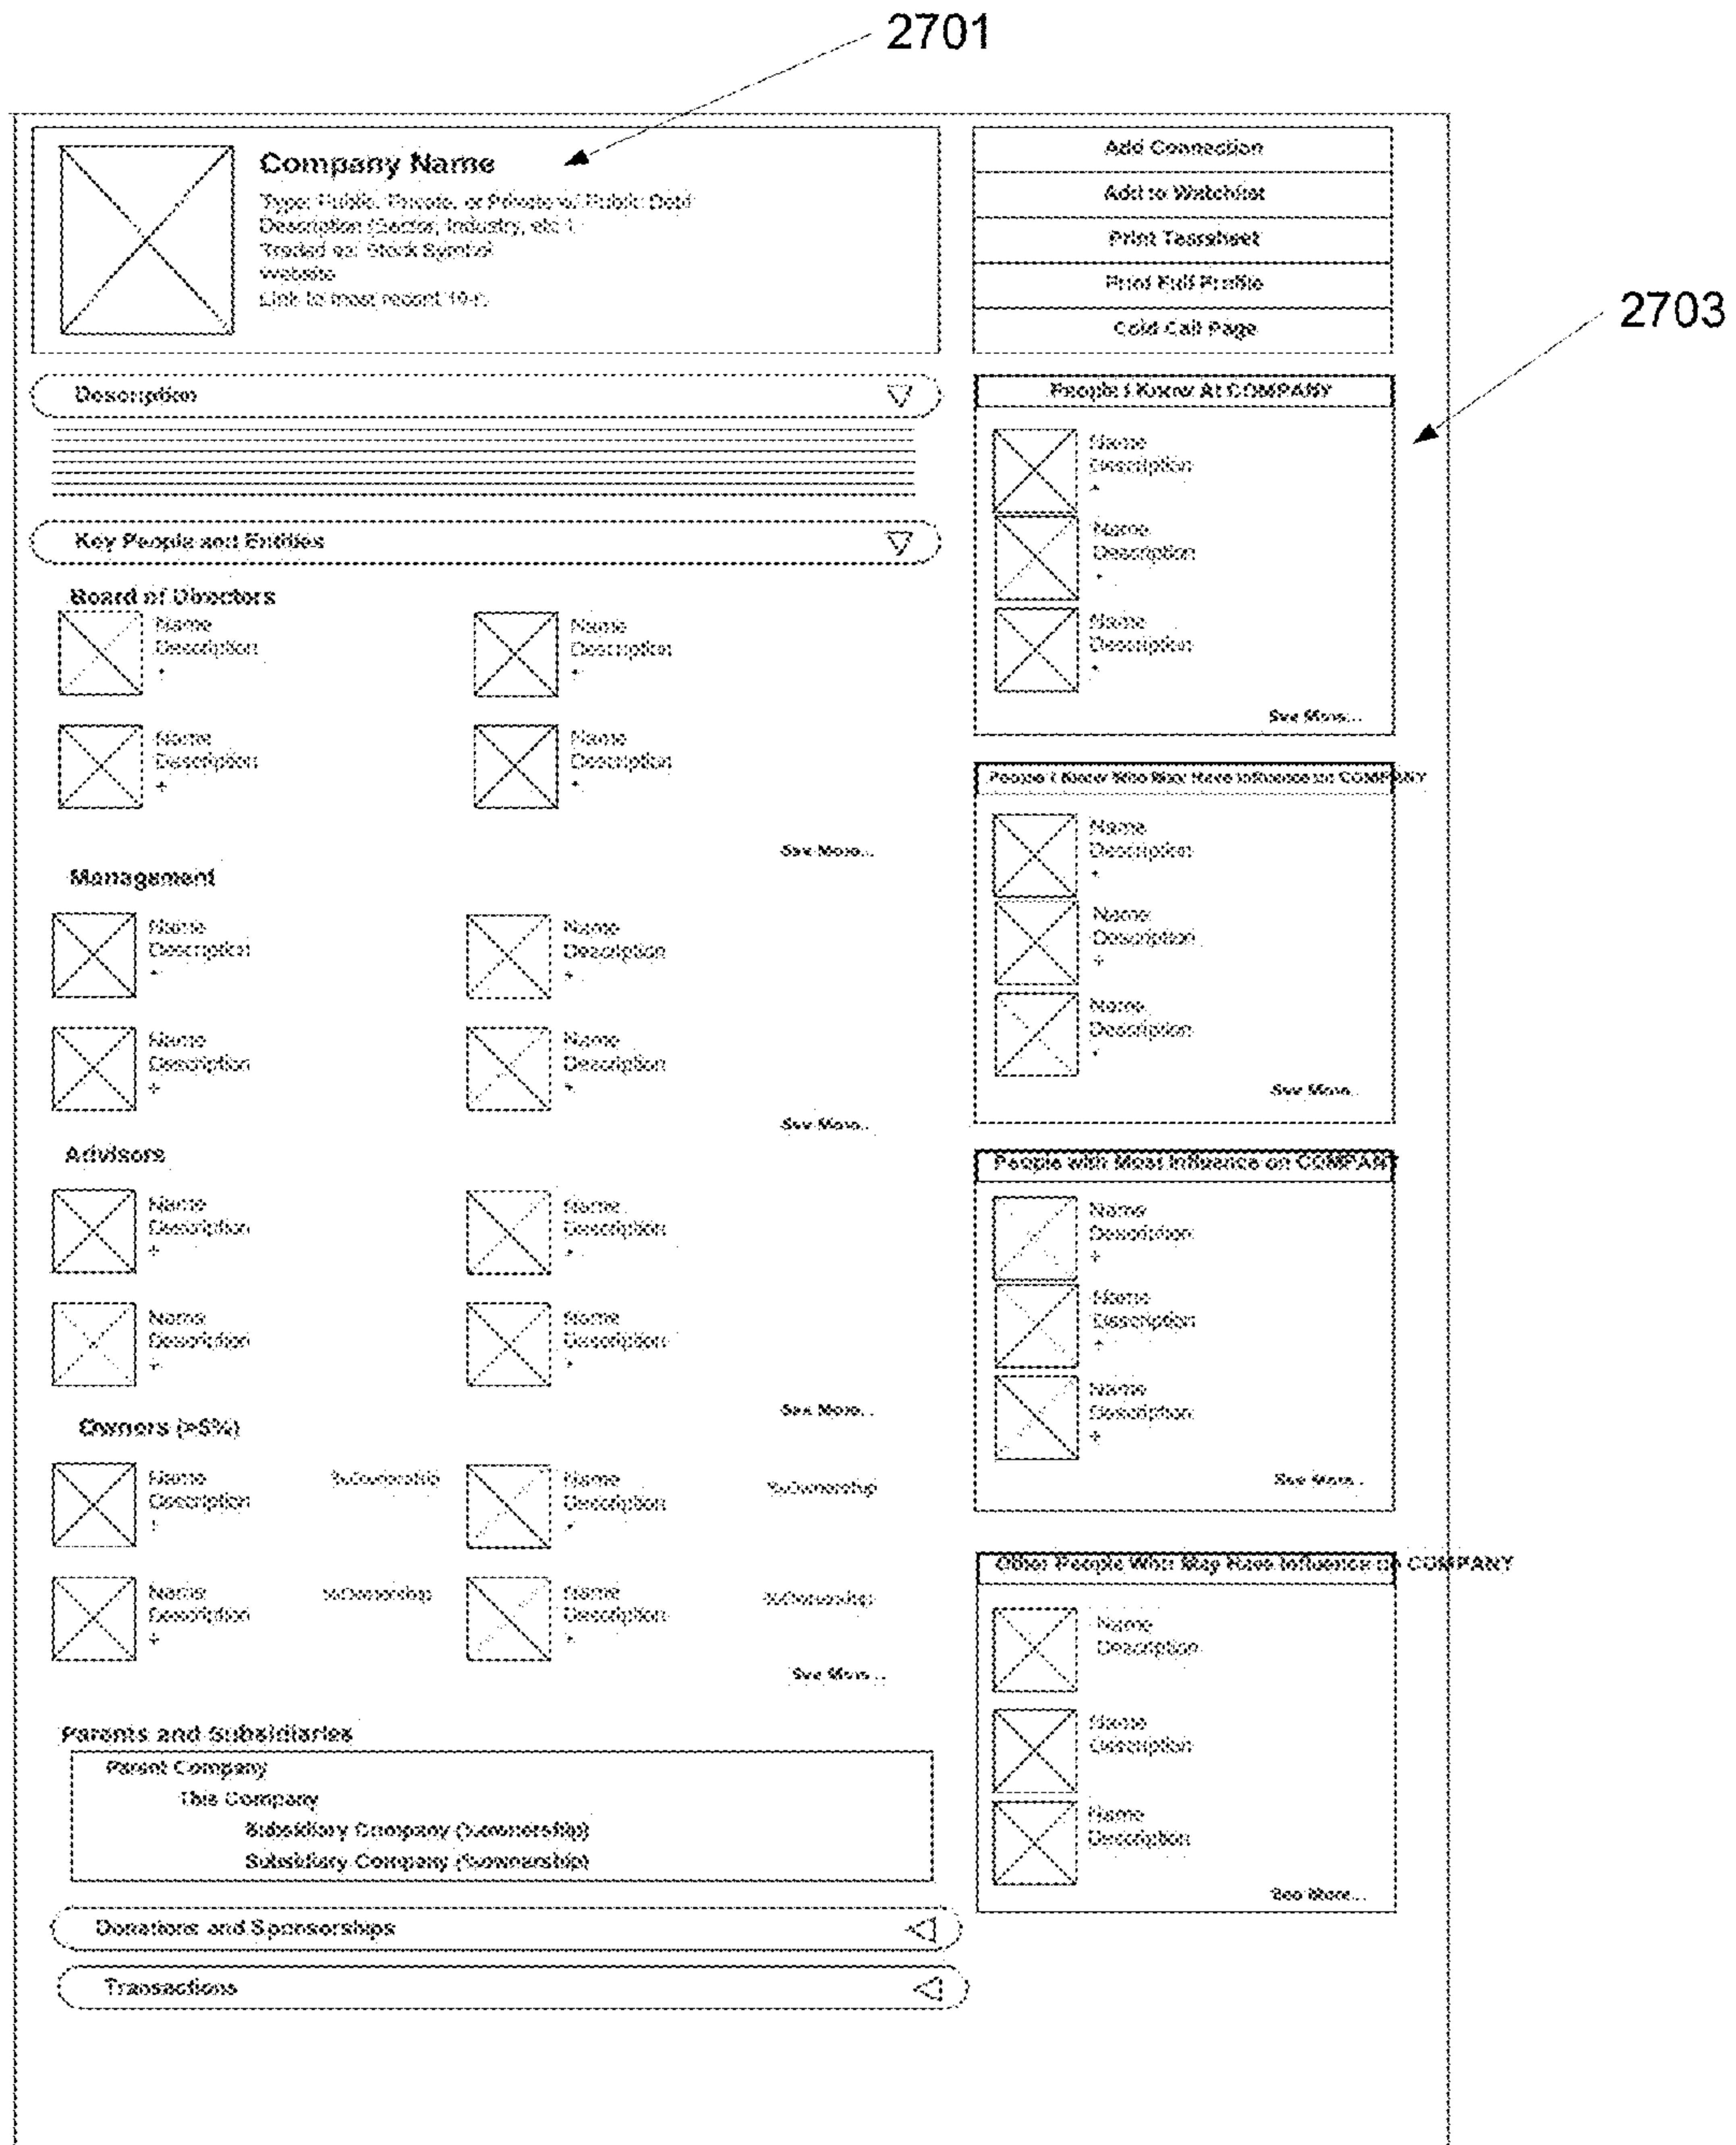 2701
Company Name
Type: Public, Private, or Private w/ Public Debt
Description (Sector, Industry, etc.)
Traded as: Stock Symbol
Website
Link to most recent 10-K
Add Connection
Add to Watchlist
Print Tearsheet
Print Full Profile
Cold Call Page
2703
Description
Key People and Entities
Board of Directors
Name
Description
+
Name
Description
+
Name
Description
+
Name
Description
+
See More...
Management
Name
Description
+
Name
Description
+
Name
Description
+
Name
Description
+
See More...
Advisors
Name
Description
+
Name
Description
+
Name
Description
+
Name
Description
+
See More...
Owners (>5%)
Name
Description
+
%Ownership
Name
Description
+
%Ownership
Name
Description
+
%Ownership
Name
Description
+
%Ownership
See More...
Parents and Subsidiaries
Parent Company
This Company
Subsidiary Company (%ownership)
Subsidiary Company (%ownership)
Donations and Sponsorships
Transactions
People I Know At COMPANY
Name
Description
+
Name
Description
+
Name
Description
+
See More...
People I Know Who May Have Influence on COMPANY
Name
Description
+
Name
Description
+
Name
Description
+
See More...
People with Most Influence on COMPANY
Name
Description
+
Name
Description
+
Name
Description
+
See More...
Other People Who May Have Influence on COMPANY
Name
Description
Name
Description
Name
Description
See More...